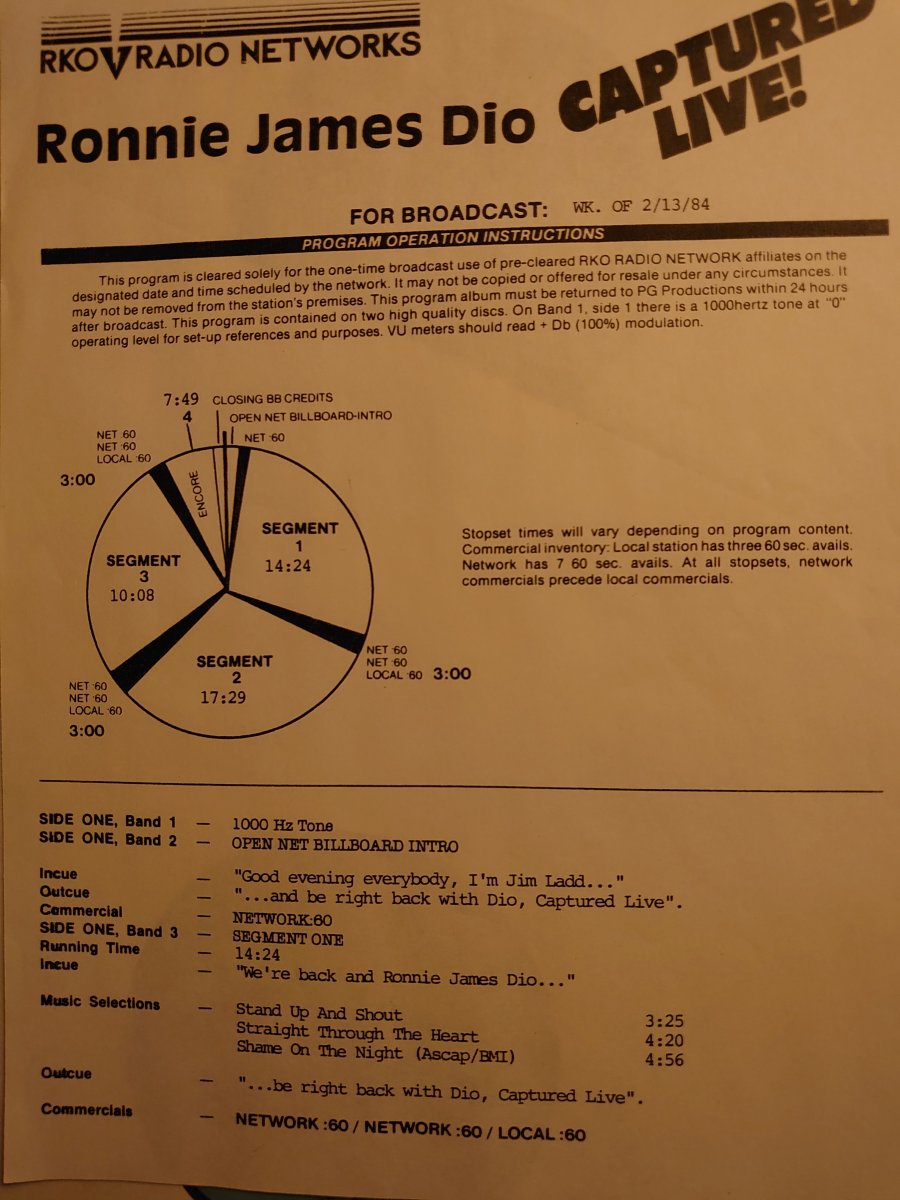 RKO RADIO NETWORKS
CAPTURED
LIVE!
Ronnie James Dio
FOR BROADCAST: WK. OF 2/13/84
PROGRAM OPERATION INSTRUCTIONS
This program is cleared solely for the one-time broadcast use of pre-cleared RKO RADIO NETWORK affiliates on the
designated date and time scheduled by the network. It may not be copied or offered for resale under any circumstances. It
may not be removed from the station's premises. This program album must be returned to PG Productions within 24 hours
after broadcast. This program is contained on two high quality discs. On Band 1, side 1 there is a 1000hertz tone at "0"
operating level for set-up references and purposes. VU meters should read + Db (100%) modulation.
7:49 CLOSING BB CREDITS
4 OPEN NET BILLBOARD-INTRO
NET :60
NET :60
NET :60
LOCAL :60
3:00
ENCORE
SEGMENT
1
14:24
SEGMENT
3
10:08
Stopset times will vary depending on program content.
Commercial inventory: Local station has three 60 sec. avails.
Network has 7 60 sec. avails. At all stopsets, network
commercials precede local commercials.
NET :60
NET :60
LOCAL :60 3:00
SEGMENT
2
17:29
NET :60
NET :60
LOCAL :60
3:00
SIDE ONE, Band 1 — 1000 Hz Tone
SIDE ONE, Band 2 — OPEN NET BILLBOARD INTRO
Incue — "Good evening everybody, I'm Jim Ladd..."
Outcue — "...and be right back with Dio, Captured Live".
Commercial — NETWORK:60
SIDE ONE, Band 3 — SEGMENT ONE
Running Time — 14:24
Incue — "We're back and Ronnie James Dio..."
Music Selections — Stand Up And Shout 3:25
Straight Through The Heart 4:20
Shame On The Night (Ascap/BMI) 4:56
Outcue — "...be right back with Dio, Captured Live".
Commercials — NETWORK :60 / NETWORK :60 / LOCAL :60